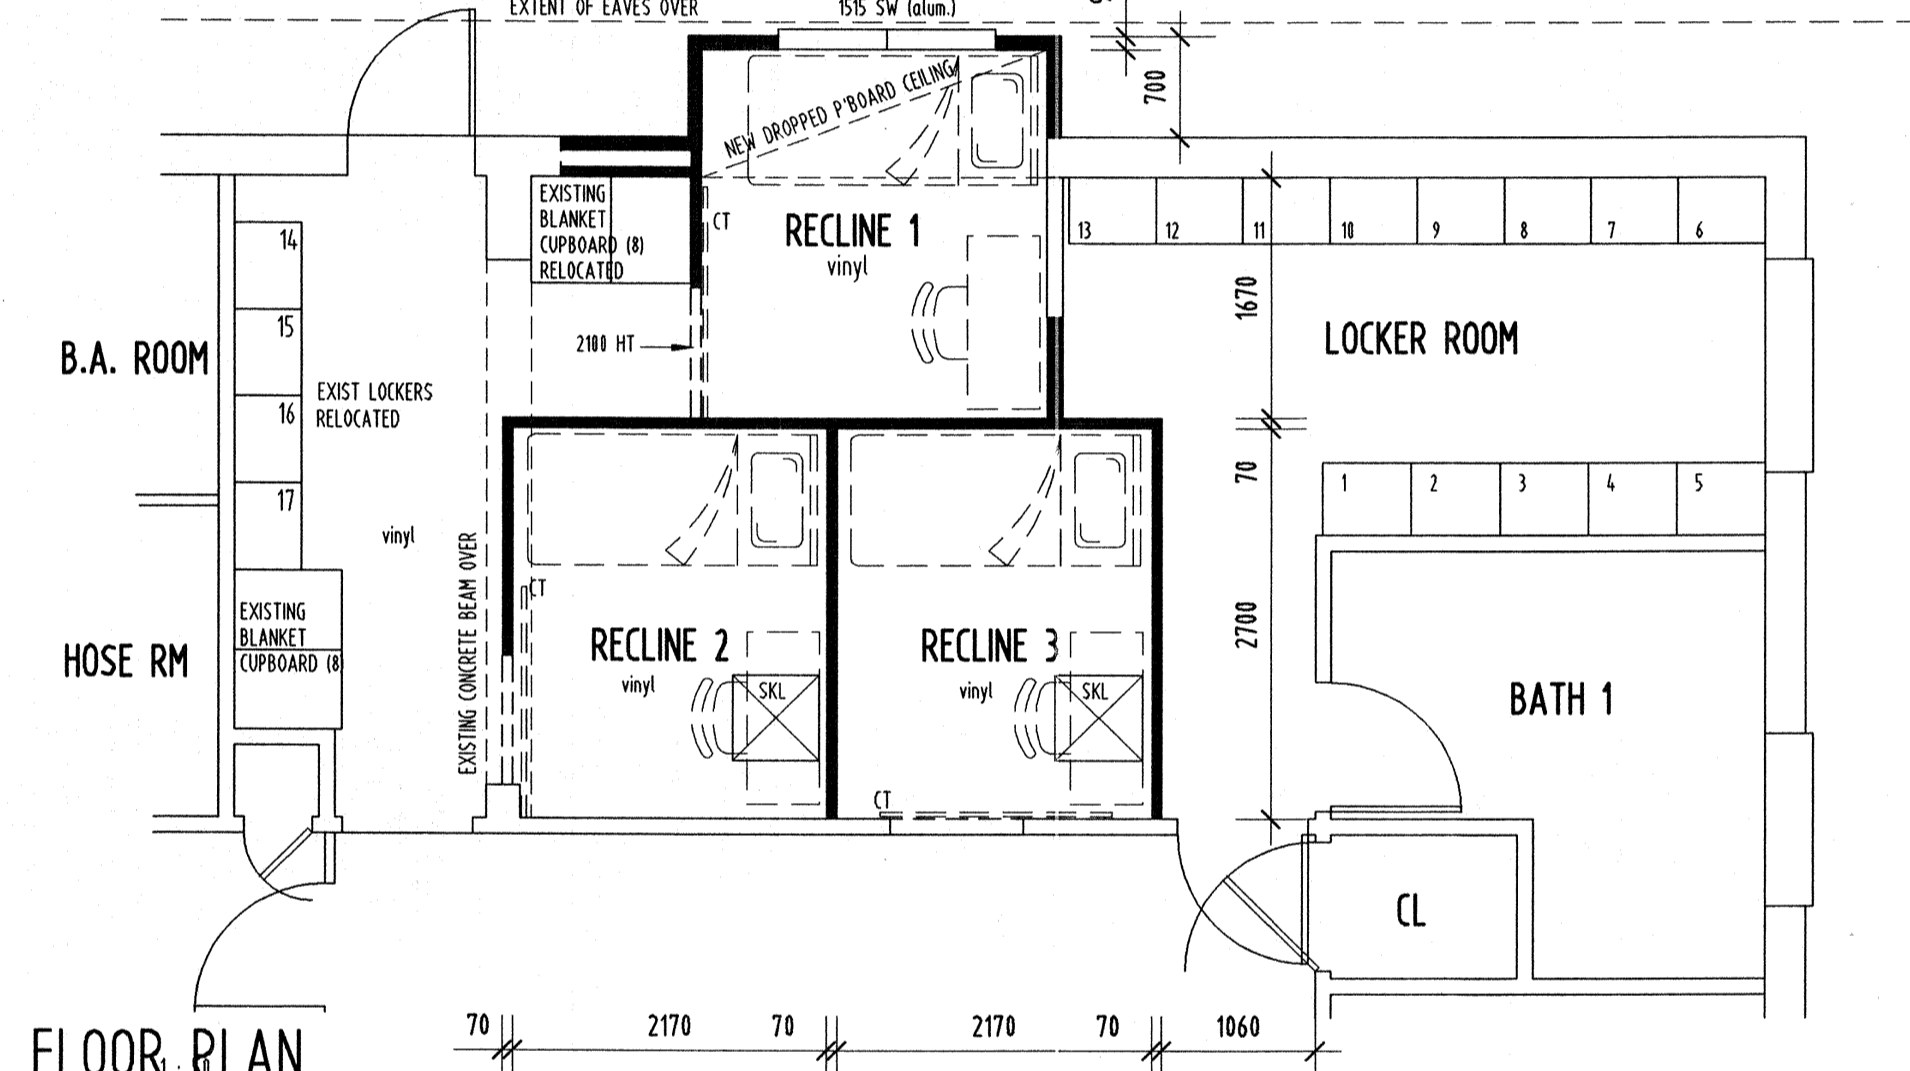 EXTENT OF EAVES OVER
1515 SW (alum.)
700
NEW DROPPED P'BOARD CEILING
EXISTING
BLANKET
CUPBOARD (8)
RELOCATED
CT
RECLINE 1
vinyl
13 12 11 10 9 8 7 6
14
15
16
17
B.A. ROOM
EXIST LOCKERS
RELOCATED
2100 HT
1670
LOCKER ROOM
70
1 2 3 4 5
vinyl
EXISTING CONCRETE BEAM OVER
CT
HOSE RM
EXISTING
BLANKET
CUPBOARD (8)
RECLINE 2
vinyl
SKL
RECLINE 3
vinyl
SKL
CT
2700
BATH 1
CL
70 2170 70 2170 70 1060
FLOOR PLAN